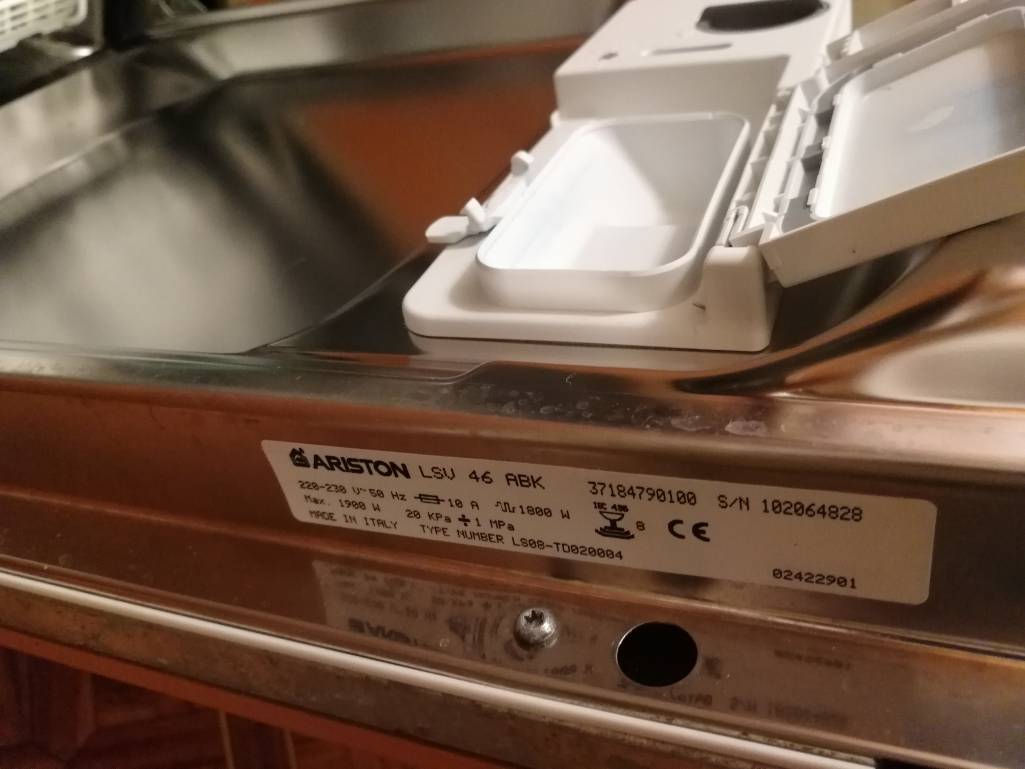 ARISTON LSV 46 ABK 37184790100 S/N 102064828
220-230 V~50 Hz 10 A 1800 W IEC 436
Max. 1900 W 20 KPa ÷ 1 MPa 8 CE
MADE IN ITALY TYPE NUMBER LS08-TD020004
02422901